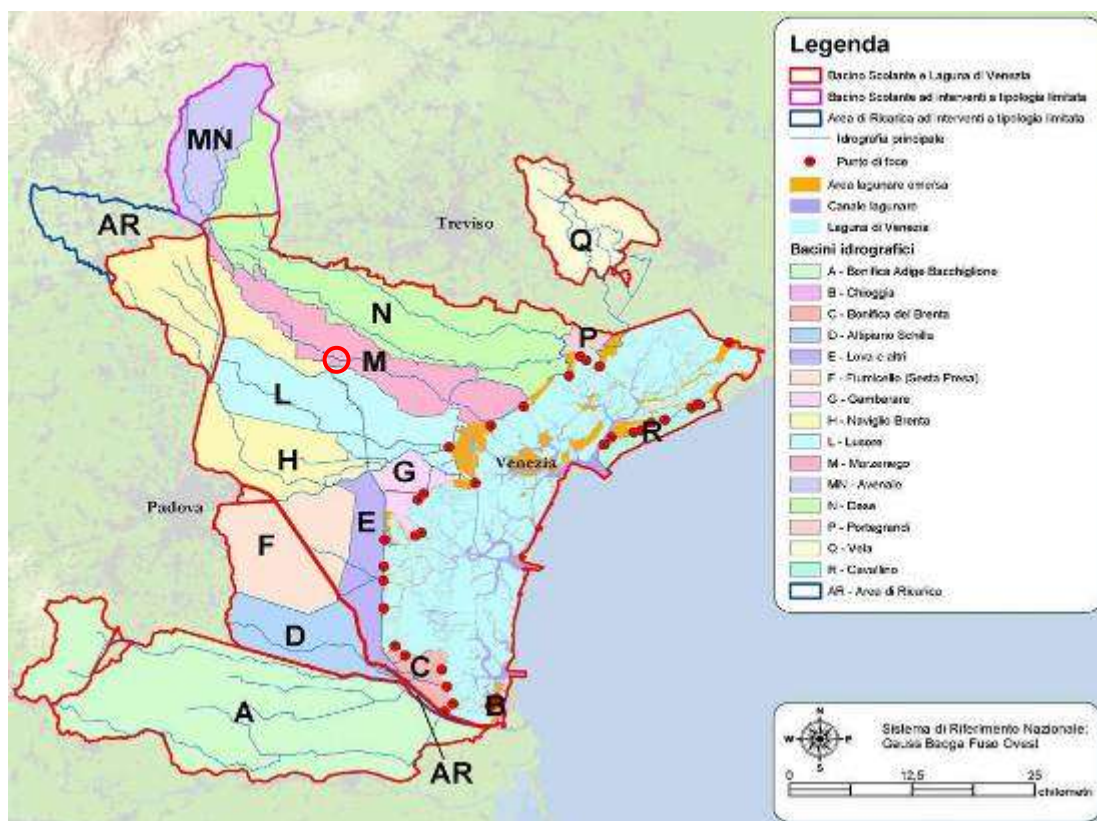 Legenda
Bacino Scolante e Laguna di Venezia
Bacino Scolante ad interventi a tipologia limitata
Area di Ricarica ad interventi a tipologia limitata
Idrografia principale
Punto di foce
Area lagunare emersa
Canale lagunare
Laguna di Venezia
Bacini idrografici
A - Bonifica Adige Bacchiglione
B - Chioggia
C - Bonifica del Brenta
D - Altipiano Schilla
E - Lova e altri
F - Fiumicello (Sesta Presa)
G - Gambarare
H - Naviglio Brenta
L - Lusore
M - Marzenego
MN - Avenale
N - Dese
P - Portegrandi
Q - Vela
R - Cavallino
AR - Area di Ricarica
MN
AR
Treviso
Q
N
P
M
L
R
H
G
Venezia
Padova
E
F
D
C
A
B
AR
N
W
S
Sistema di Riferimento Nazionale:
Gauss Boaga Fuso Ovest
0 12,5 25
chilometri